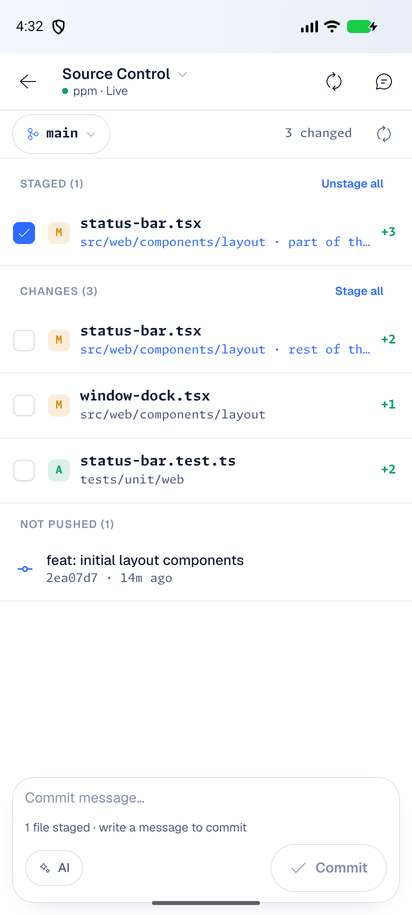 4:32
Source Control
ppm · Live
main
3 changed
STAGED (1)
Unstage all
M
status-bar.tsx
src/web/components/layout · part of th…
+3
CHANGES (3)
Stage all
M
status-bar.tsx
src/web/components/layout · rest of th…
+2
M
window-dock.tsx
src/web/components/layout
+1
A
status-bar.test.ts
tests/unit/web
+2
NOT PUSHED (1)
feat: initial layout components
2ea07d7 · 14m ago
Commit message…
1 file staged · write a message to commit
AI
Commit